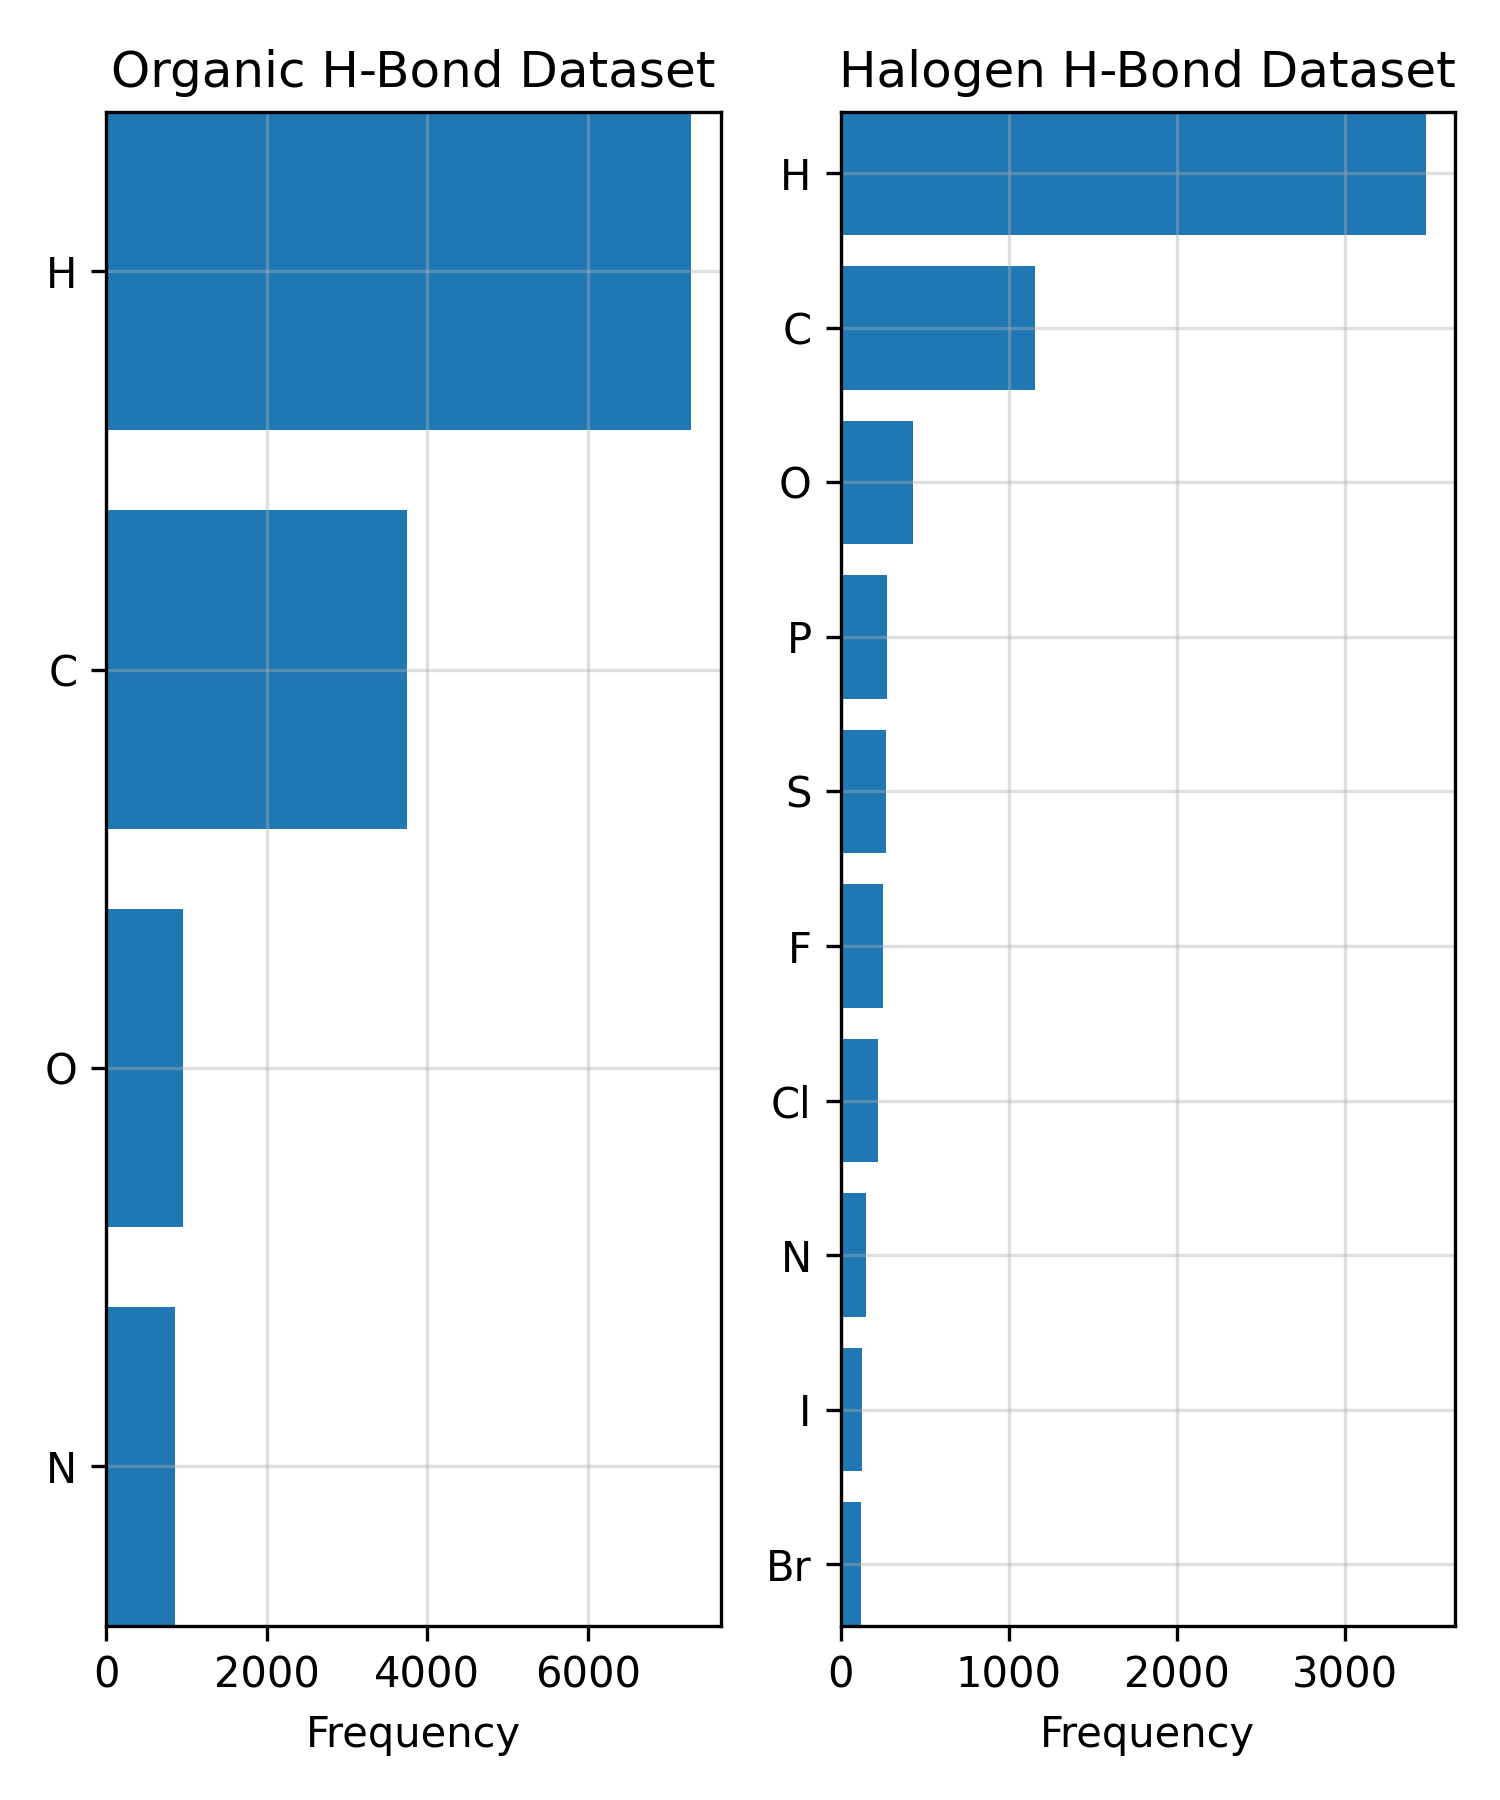 Organic H-Bond Dataset
H
C
O
N
0 2000 4000 6000
Frequency
Halogen H-Bond Dataset
H
C
O
P
S
F
Cl
N
I
Br
0 1000 2000 3000
Frequency